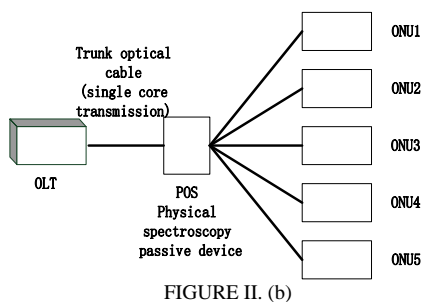 Trunk optical
cable
(single core
transmission)
OLT
POS
Physical
spectroscopy
passive device
ONU1
ONU2
ONU3
ONU4
ONU5
FIGURE II. (b)